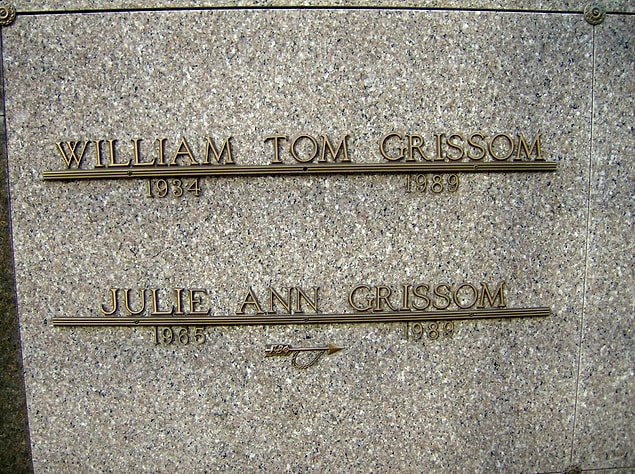 WILLIAM TOM GRISSOM
1934 1989
JULIE ANN GRISSOM
1965 1989